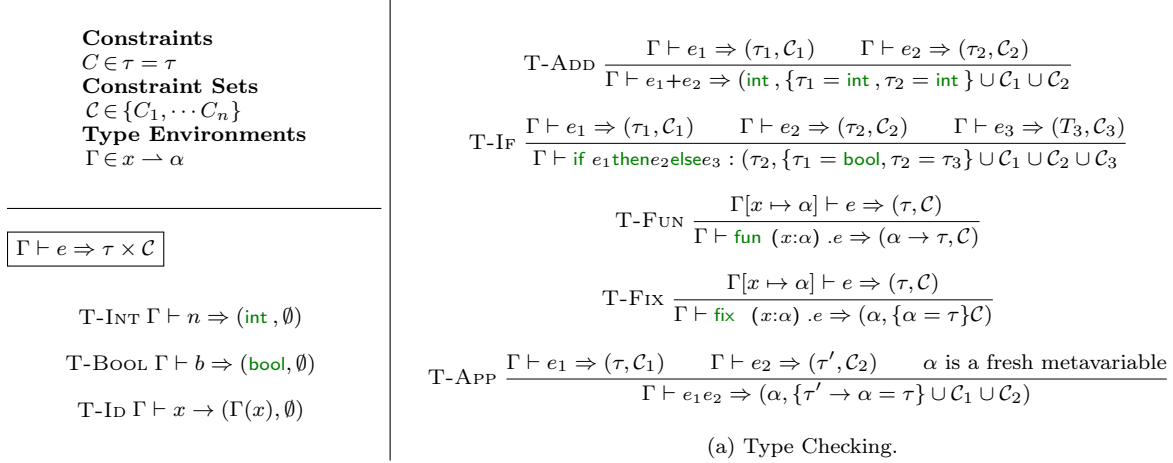 Constraints
C ∈ τ = τ
Constraint Sets
𝒞 ∈ {C₁, ··· Cₙ}
Type Environments
Γ ∈ x ⇀ α
Γ ⊢ e ⇒ τ × 𝒞
T-Int Γ ⊢ n ⇒ (int , ∅)
T-Bool Γ ⊢ b ⇒ (bool, ∅)
T-Id Γ ⊢ x → (Γ(x), ∅)
Γ ⊢ e₁ ⇒ (τ₁, 𝒞₁) Γ ⊢ e₂ ⇒ (τ₂, 𝒞₂)
T-Add
Γ ⊢ e₁+e₂ ⇒ (int , {τ₁ = int , τ₂ = int } ∪ 𝒞₁ ∪ 𝒞₂
Γ ⊢ e₁ ⇒ (τ₁, 𝒞₁) Γ ⊢ e₂ ⇒ (τ₂, 𝒞₂) Γ ⊢ e₃ ⇒ (T₃, 𝒞₃)
T-If
Γ ⊢ if e₁thene₂elsee₃ : (τ₂, {τ₁ = bool, τ₂ = τ₃} ∪ 𝒞₁ ∪ 𝒞₂ ∪ 𝒞₃
Γ[x ↦ α] ⊢ e ⇒ (τ, 𝒞)
T-Fun
Γ ⊢ fun (x:α) .e ⇒ (α → τ, 𝒞)
Γ[x ↦ α] ⊢ e ⇒ (τ, 𝒞)
T-Fix
Γ ⊢ fix (x:α) .e ⇒ (α, {α = τ}𝒞)
Γ ⊢ e₁ ⇒ (τ, 𝒞₁) Γ ⊢ e₂ ⇒ (τ′, 𝒞₂) α is a fresh metavariable
T-App
Γ ⊢ e₁e₂ ⇒ (α, {τ′ → α = τ} ∪ 𝒞₁ ∪ 𝒞₂)
(a) Type Checking.